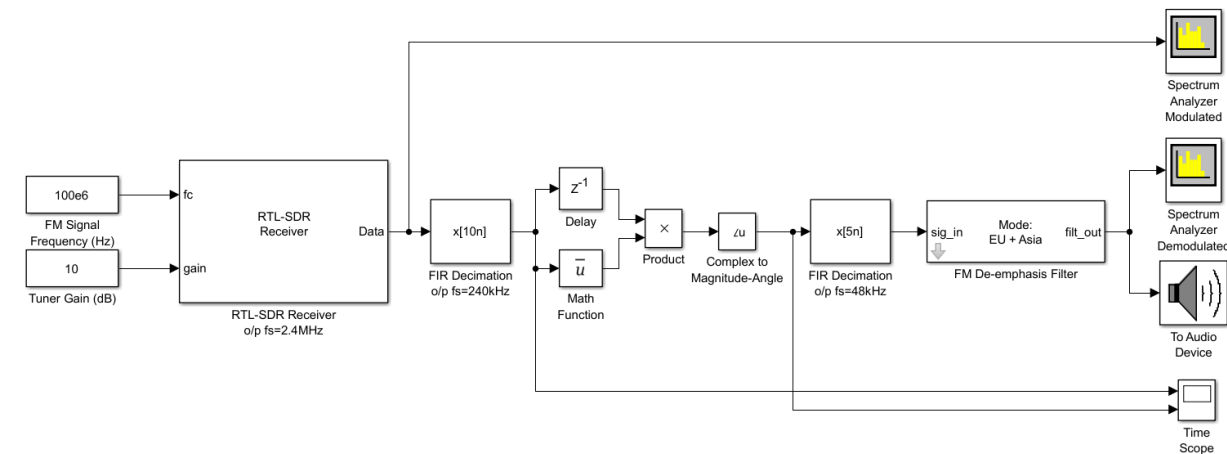 Spectrum
Analyzer
Modulated
100e6
FM Signal
Frequency (Hz)
10
Tuner Gain (dB)
fc
gain
RTL-SDR
Receiver
Data
RTL-SDR Receiver
o/p fs=2.4MHz
x[10n]
FIR Decimation
o/p fs=240kHz
z-1
Delay
u
Math
Function
×
Product
∠u
Complex to
Magnitude-Angle
x[5n]
FIR Decimation
o/p fs=48kHz
sig_in
Mode:
EU + Asia
filt_out
FM De-emphasis Filter
Spectrum
Analyzer
Demodulated
To Audio
Device
Time
Scope